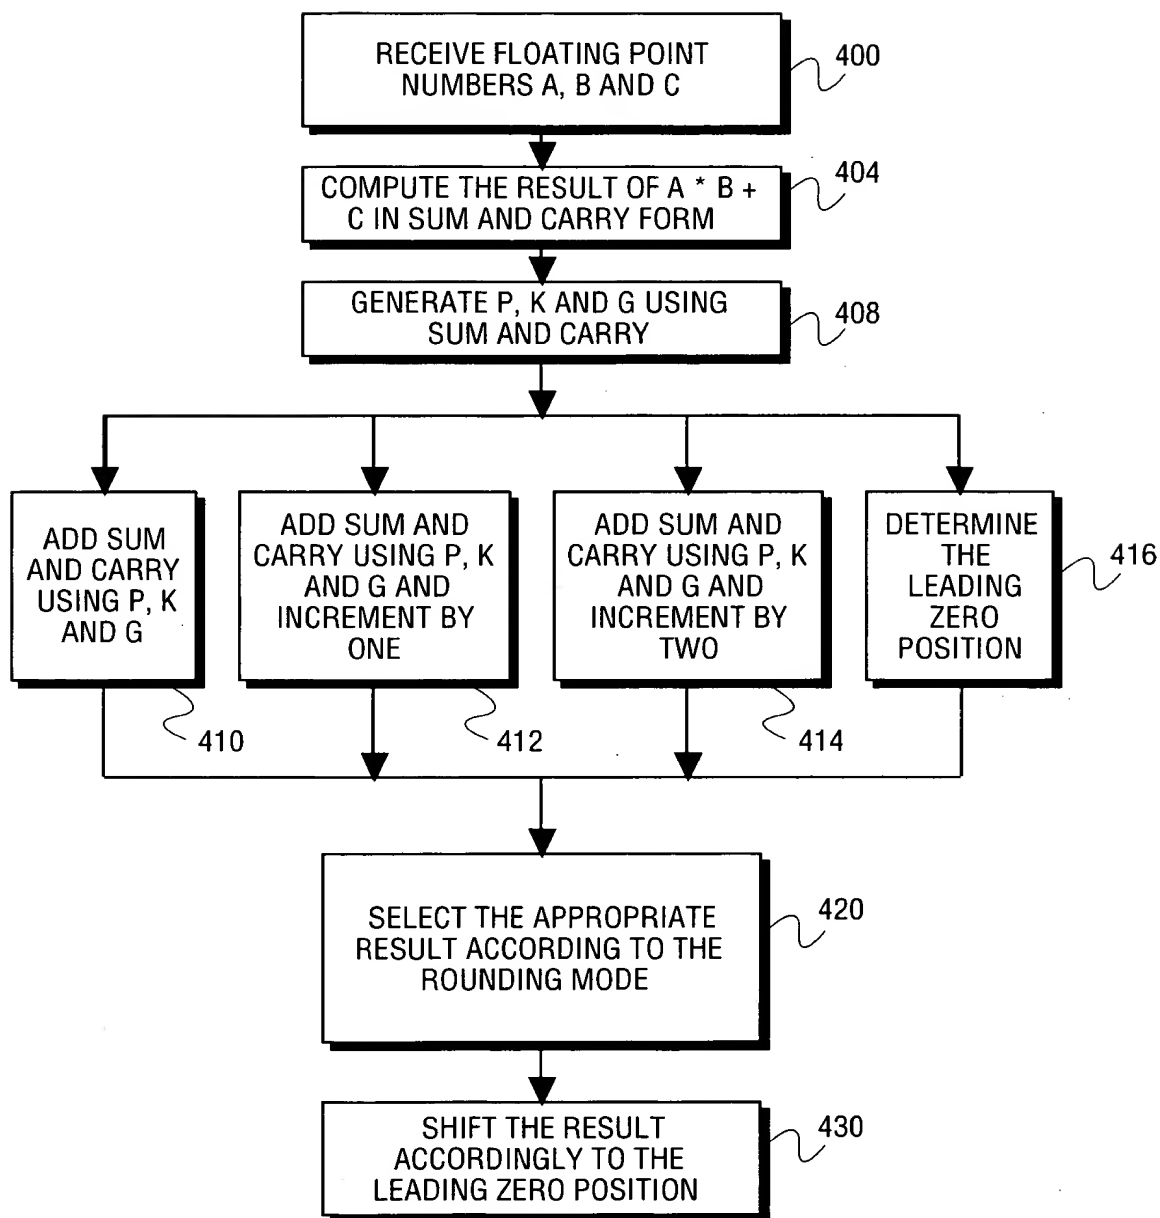 RECEIVE FLOATING POINT
NUMBERS A, B AND C
400
COMPUTE THE RESULT OF A * B +
C IN SUM AND CARRY FORM
404
GENERATE P, K AND G USING
SUM AND CARRY
408
ADD SUM
AND CARRY
USING P, K
AND G
410
ADD SUM AND
CARRY USING P, K
AND G AND
INCREMENT BY
ONE
412
ADD SUM AND
CARRY USING P, K
AND G AND
INCREMENT BY
TWO
414
DETERMINE
THE
LEADING
ZERO
POSITION
416
SELECT THE APPROPRIATE
RESULT ACCORDING TO THE
ROUNDING MODE
420
SHIFT THE RESULT
ACCORDINGLY TO THE
LEADING ZERO POSITION
430